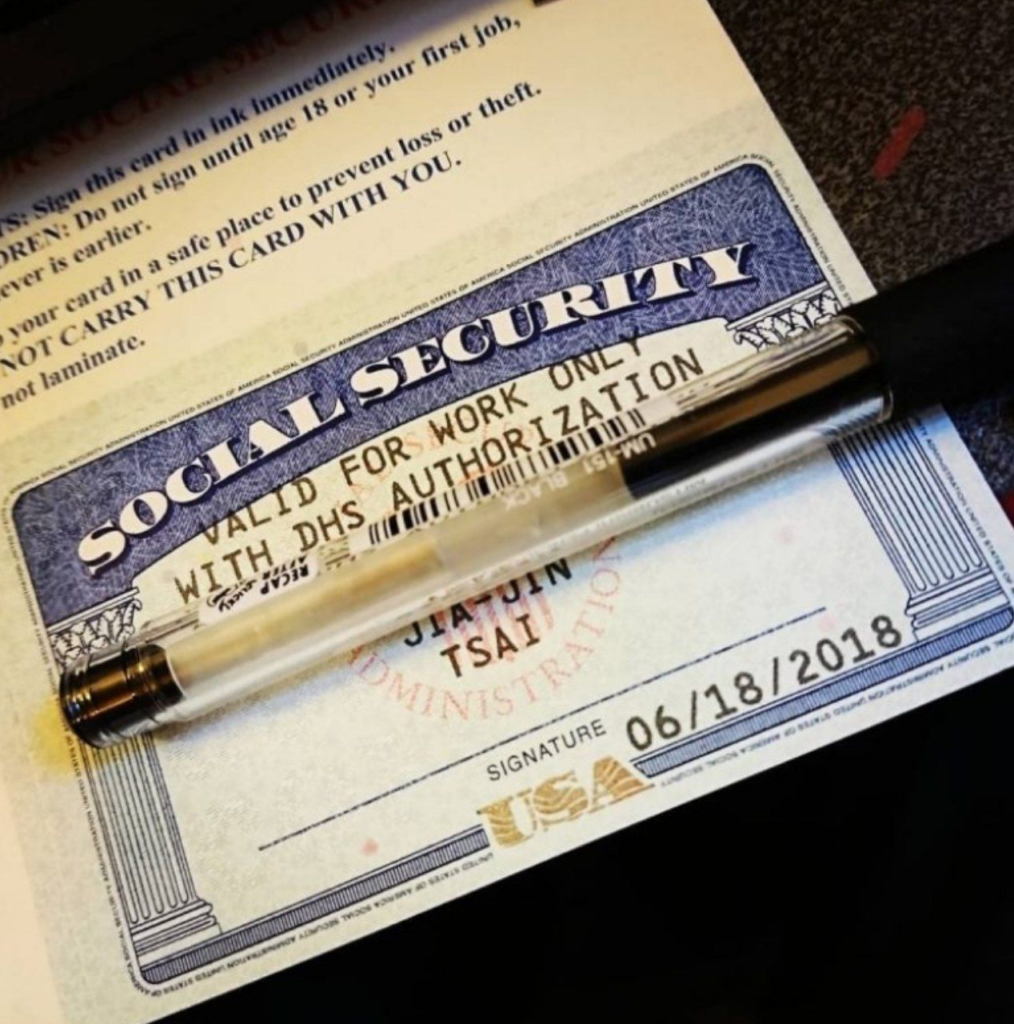 S: Sign this card in ink immediately.
DREN: Do not sign until age 18 or your first job,
ever is earlier.
your card in a safe place to prevent loss or theft.
NOT CARRY THIS CARD WITH YOU.
not laminate.
SOCIAL SECURITY
VALID FOR WORK ONLY
WITH DHS AUTHORIZATION
UM-151
BLACK
RECAP
AFTER
JIA-JIN
TSAI
ADMINISTRATION
06/18/2018
SIGNATURE
USA